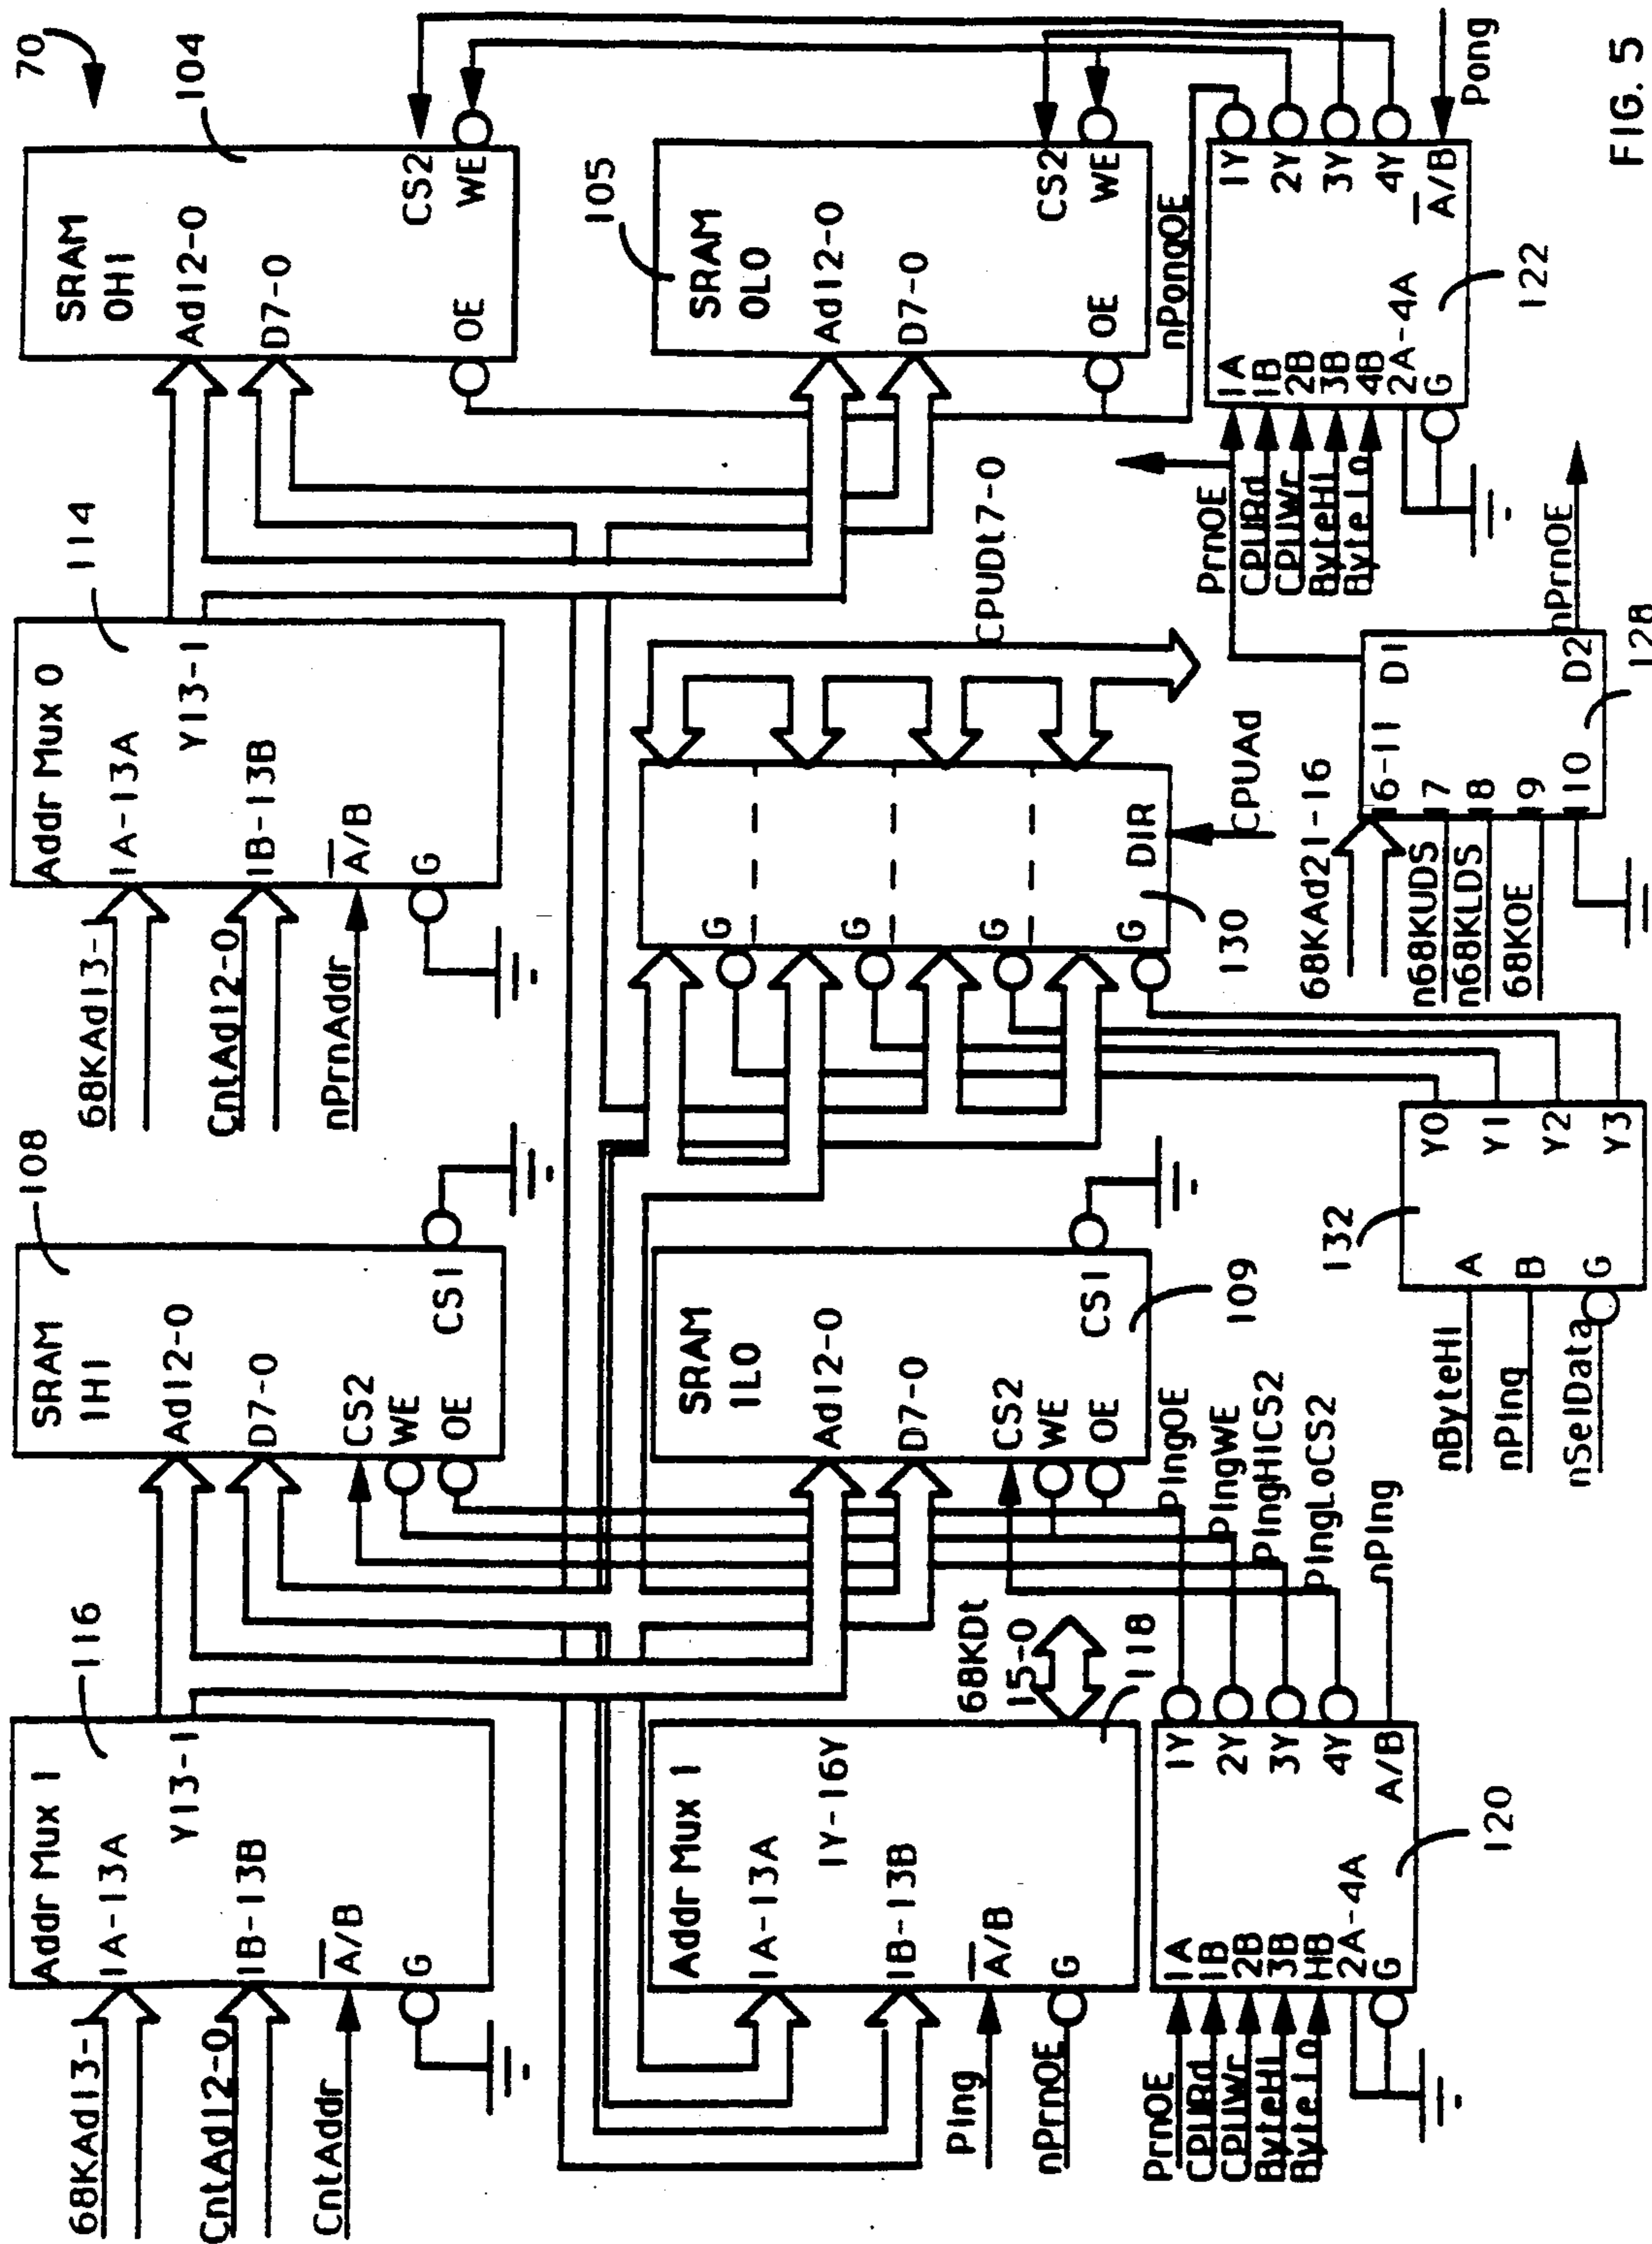 70
68KAd13-1
CntAd12-0
CntAddr
Addr Mux 1
1A-13A
Y13-1
1B-13B
A/B
G
116
SRAM
1HI
Ad12-0
D7-0
CS2
WE
OE
CS1
108
68KAd13-1
CntAd12-0
nPrnAddr
Addr Mux 0
1A-13A
Y13-1
1B-13B
A/B
G
114
SRAM
0HI
Ad12-0
D7-0
CS2
WE
OE
104
Addr Mux 1
1A-13A
1Y-16Y
1B-13B
A/B
G
PIng
nPrnOE
68KDt
15-0
118
SRAM
1LO
Ad12-0
D7-0
CS2
WE
OE
CS1
109
G
G
G
G
DIR
130
CPUAd
CPUDt7-0
SRAM
0LO
Ad12-0
D7-0
CS2
WE
OE
105
PrnOE
CPURd
CPUWr
ByteHI
ByteLo
1A
1B
2B
3B
HB
2A-4A
G
1Y
2Y
3Y
4Y
A/B
120
PIngOE
PIngWE
PIngHICS2
PIngLoCS2
nPIng
nByteHI
nPIng
nSelData
A
B
G
Y0
Y1
Y2
Y3
132
68KAd21-16
n68KUDS
n68KLDS
68KOE
I6-I1
I7
I8
I9
I10
D1
D2
128
nPrnOE
PrnOE
CPURd
CPUWr
ByteHI
ByteLo
nPongOE
1A
1B
2B
3B
4B
2A-4A
G
1Y
2Y
3Y
4Y
A/B
122
Pong
FIG. 5